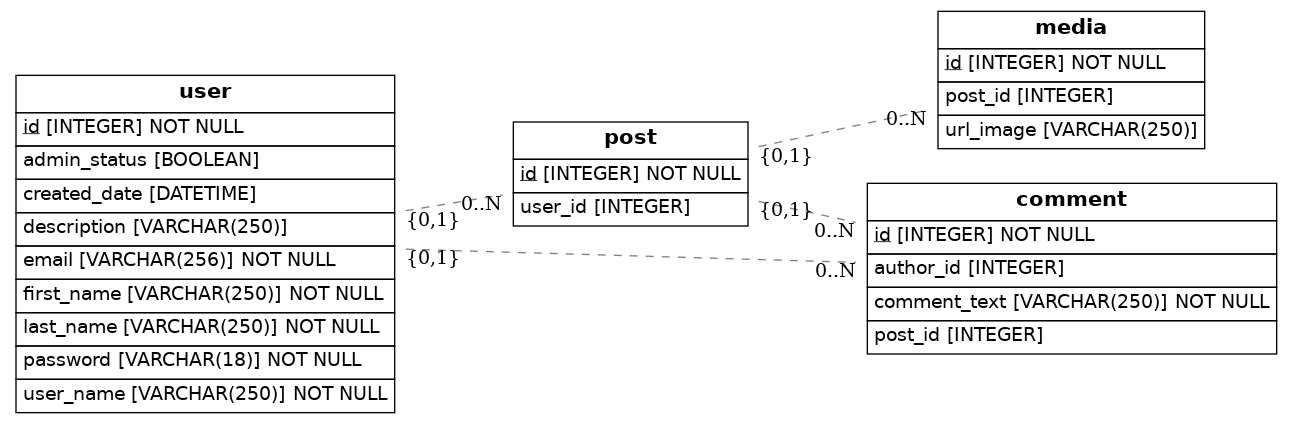 user
id [INTEGER] NOT NULL
admin_status [BOOLEAN]
created_date [DATETIME]
description [VARCHAR(250)]
email [VARCHAR(256)] NOT NULL
first_name [VARCHAR(250)] NOT NULL
last_name [VARCHAR(250)] NOT NULL
password [VARCHAR(18)] NOT NULL
user_name [VARCHAR(250)] NOT NULL
{0,1}
0..N
{0,1}
0..N
post
id [INTEGER] NOT NULL
user_id [INTEGER]
{0,1}
0..N
{0,1}
0..N
media
id [INTEGER] NOT NULL
post_id [INTEGER]
url_image [VARCHAR(250)]
comment
id [INTEGER] NOT NULL
author_id [INTEGER]
comment_text [VARCHAR(250)] NOT NULL
post_id [INTEGER]